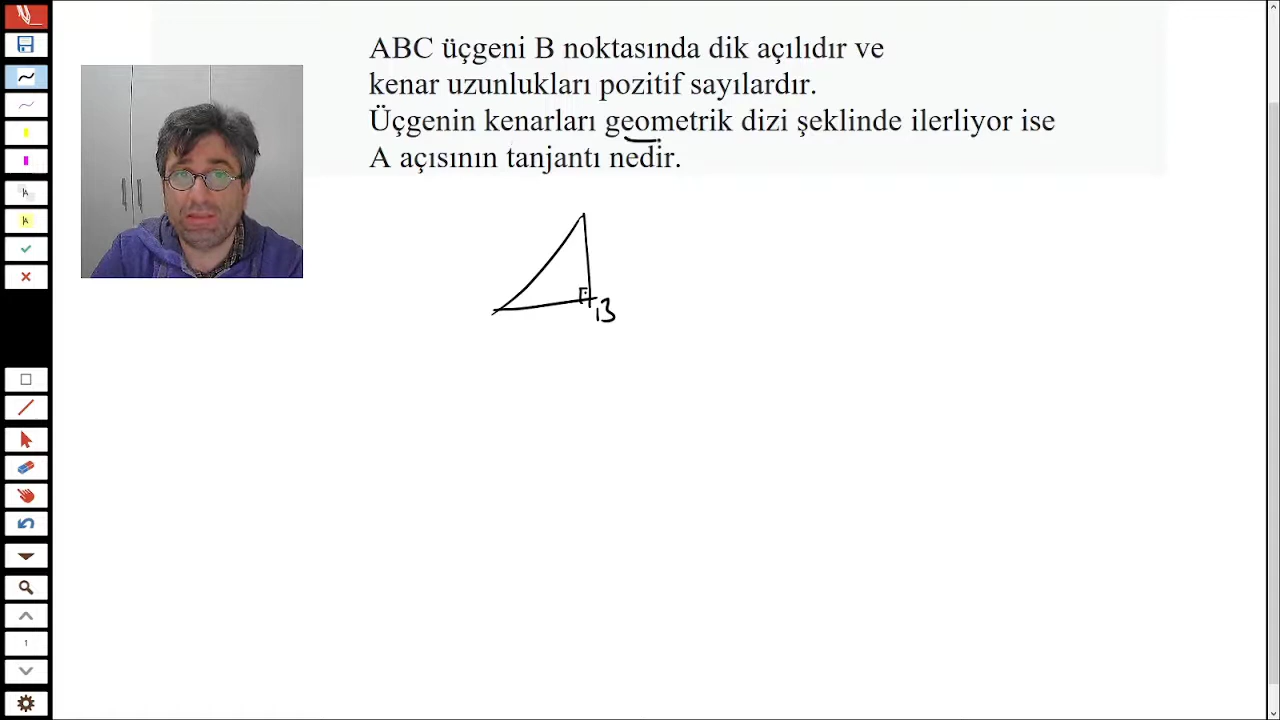 ABC üçgeni B noktasında dik açılıdır ve
kenar uzunlukları pozitif sayılardır.
Üçgenin kenarları geometrik dizi şeklinde ilerliyor ise
A açısının tanjantı nedir.
B
1